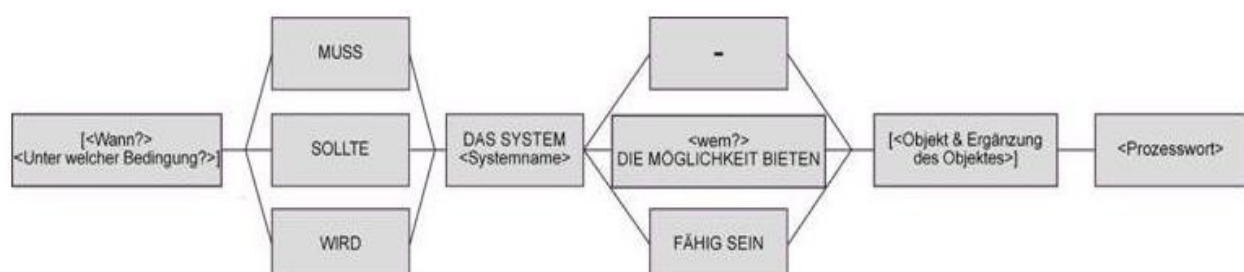 [<Wann?>
<Unter welcher Bedingung?>]
MUSS
SOLLTE
WIRD
DAS SYSTEM
<Systemname>
-
<wem?>
DIE MÖGLICHKEIT BIETEN
FÄHIG SEIN
[<Objekt & Ergänzung
des Objektes>]
<Prozesswort>